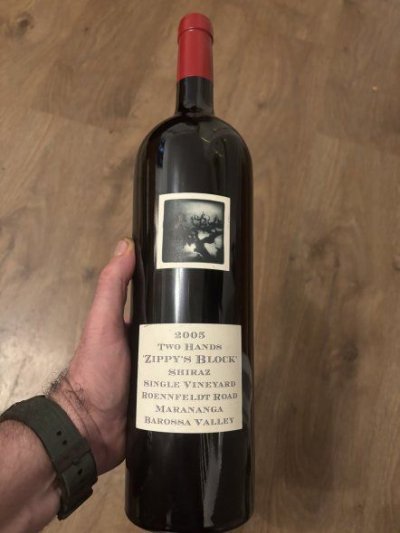 2005
Two Hands
'Zippy's Block'
Shiraz
Single Vineyard
Roennfeldt Road
Marananga
Barossa Valley